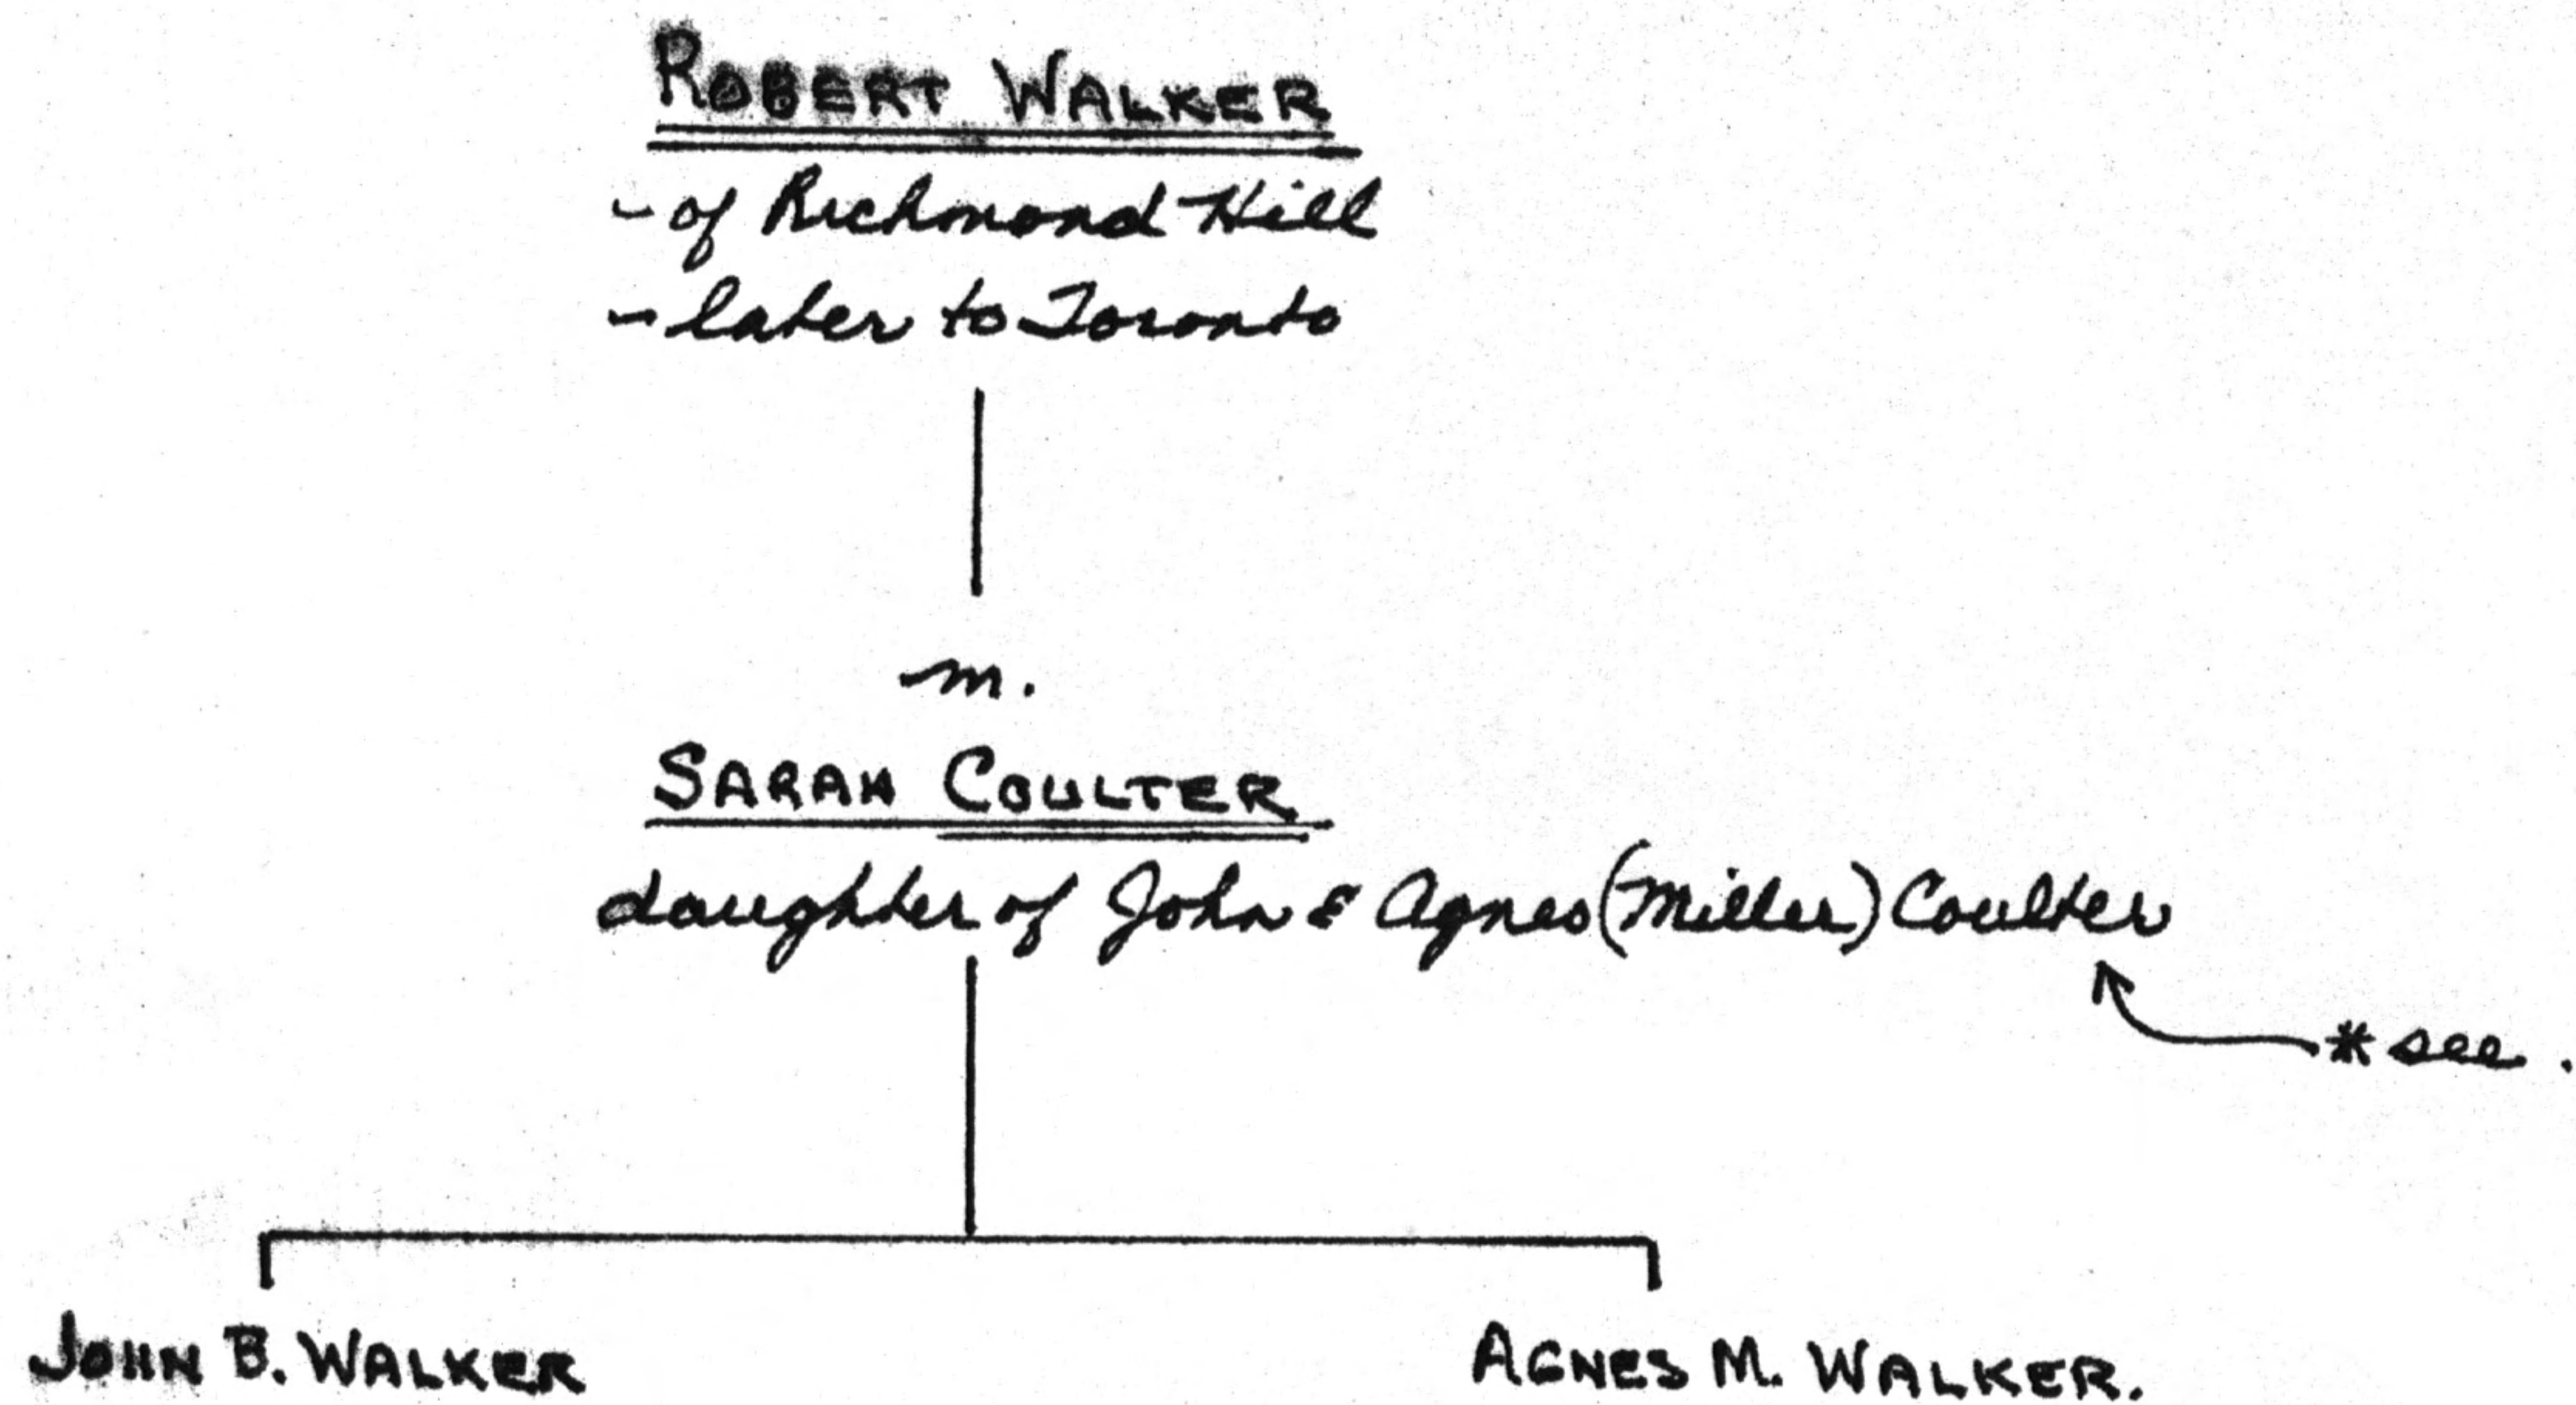 ROBERT WALKER
- of Richmond Hill
- later to Toronto
m.
SARAH COULTER
daughter of John & Agnes (Miller) Coulter
* see .
JOHN B. WALKER
AGNES M. WALKER.